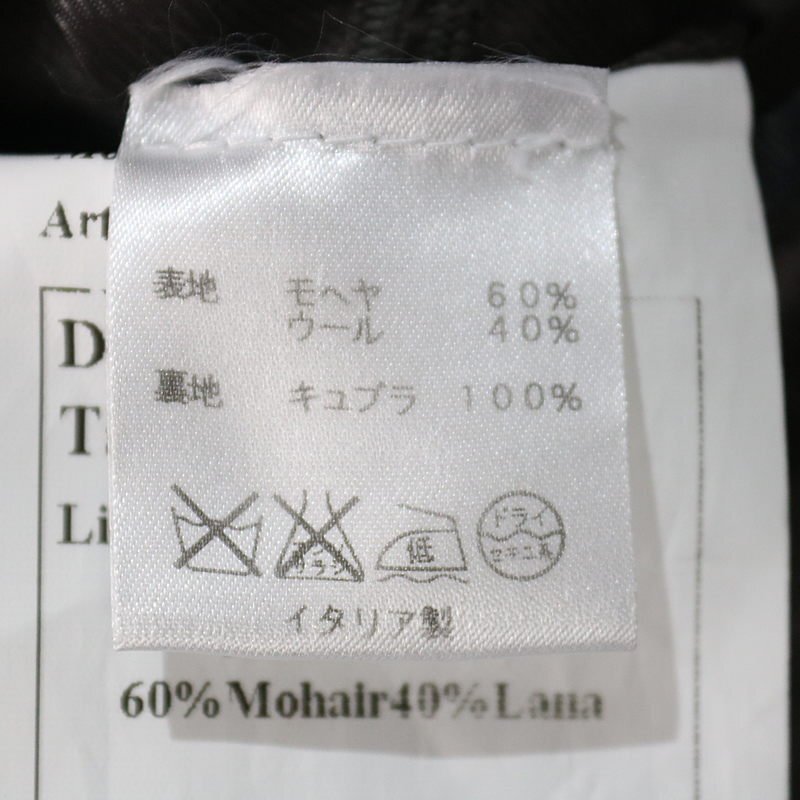 Art
D
表地 モヘヤ 60%
ウール 40%
裏地 キュプラ 100%
Li
低
ドライ
セキユ系
イタリア製
60%Mohair40%Lana